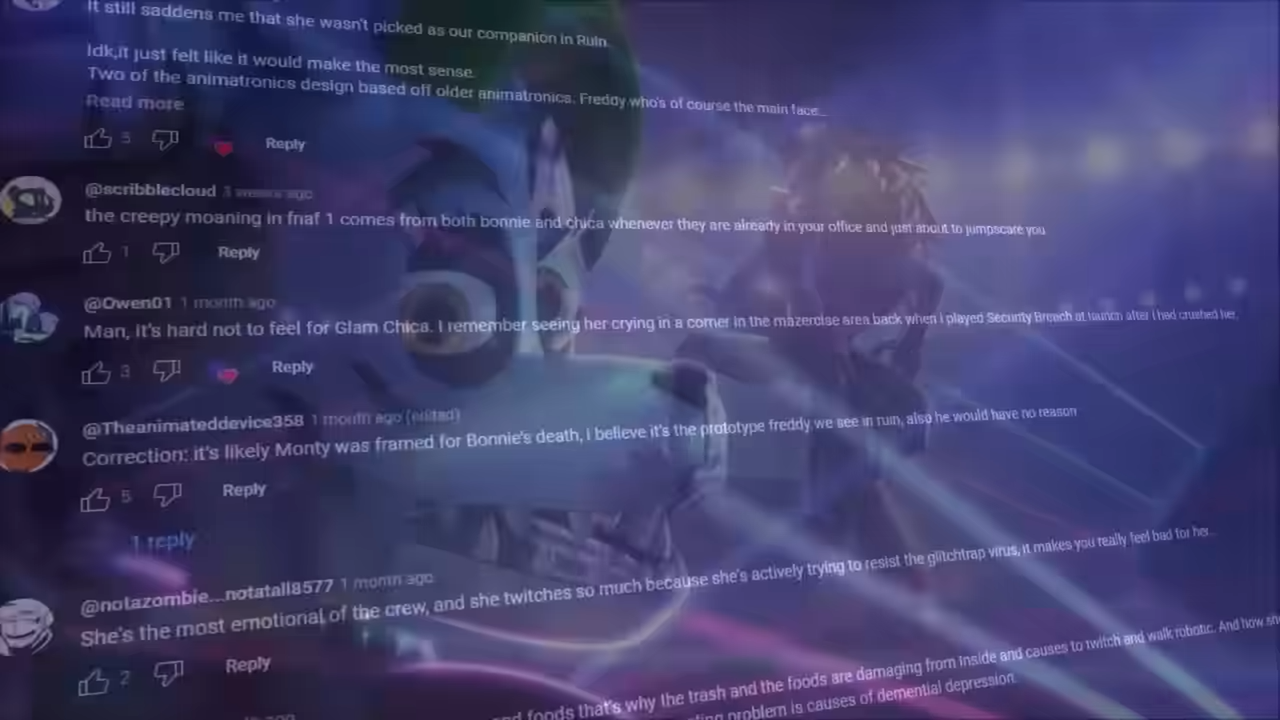 It still saddens me that she wasn't picked as our companion in Ruin.
Idk,it just felt like it would make the most sense.
Two of the animatronics design based off older animatronics. Freddy who's of course the main face...
Read more
5 Reply
@scribblecloud 3 weeks ago
the creepy moaning in fnaf 1 comes from both bonnie and chica whenever they are already in your office and just about to jumpscare you
1 Reply
@Owen01 1 month ago
Man, it's hard not to feel for Glam Chica. I remember seeing her crying in a corner in the mazercise area back when i played Security Breach at launch after i had crushed her.
3 Reply
@Theanimateddevice358 1 month ago (edited)
Correction: it's likely Monty was framed for Bonnie's death, i believe it's the prototype freddy we see in run, also he would have no reason
5 Reply
1 reply
@notazombie...notatall8577 1 month ago
She's the most emotional of the crew, and she twitches so much because she's actively trying to resist the glitchtrap virus, it makes you really feel bad for her...
2 Reply
foods that's why the trash and the foods are damaging from inside and causes to twitch and walk robotic. And how
problem is causes of demential depression.